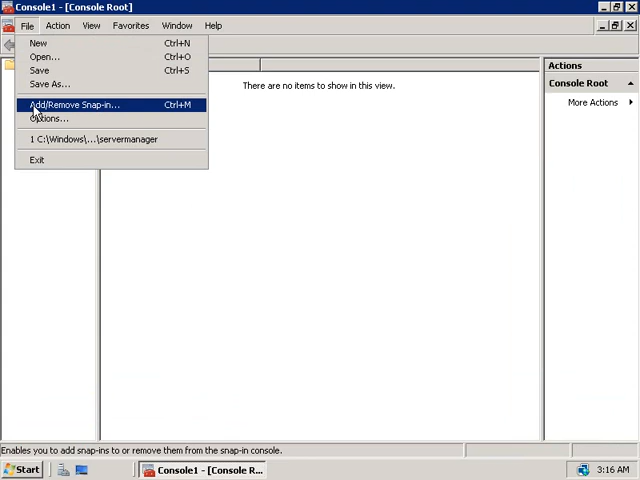 Console1 - [Console Root]
File Action View Favorites Window Help
New Ctrl+N
Open... Ctrl+O
Save Ctrl+S
Save As...
Add/Remove Snap-in... Ctrl+M
Options...
1 C:\Windows\...\servermanager
Exit
There are no items to show in this view.
Actions
Console Root
More Actions
Enables you to add snap-ins to or remove them from the snap-in console.
Start
Console1 - [Console R...
3:16 AM